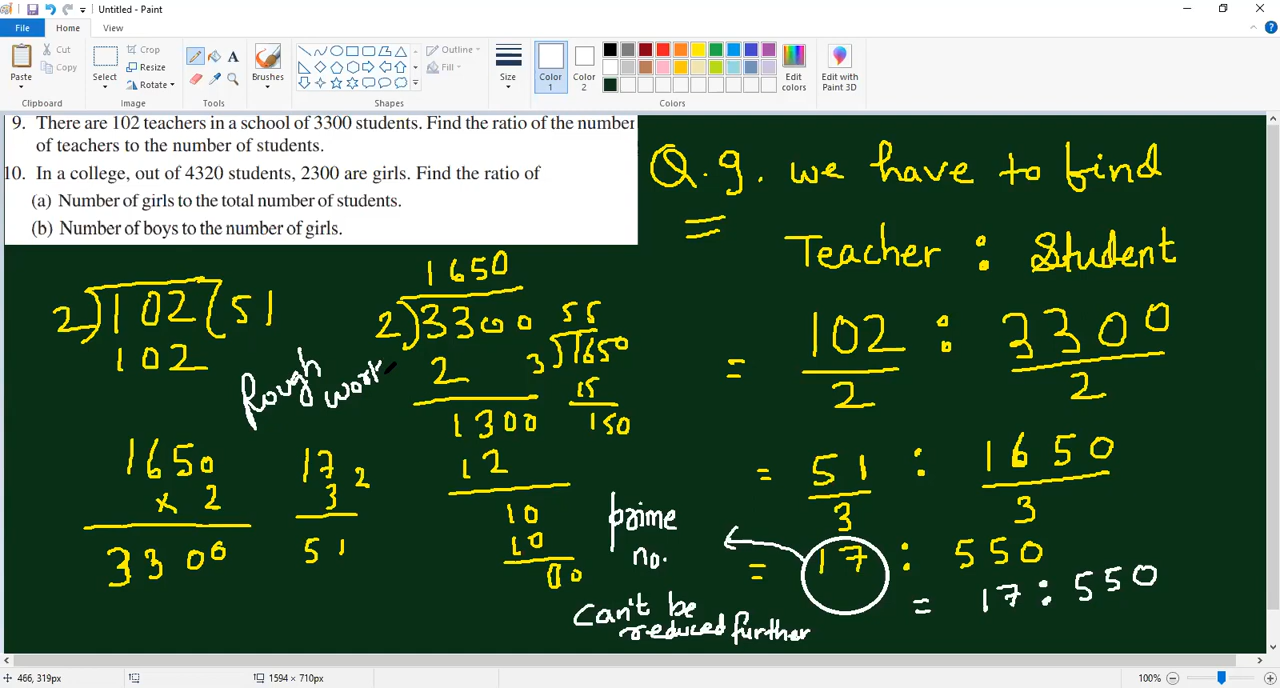 Untitled - Paint
File Home View
Paste
Cut
Copy
Clipboard
Select
Crop
Resize
Rotate
Image
A
Tools
Brushes
Outline
Fill
Shapes
Size
Color 1
Color 2
Edit colors
Colors
Edit with Paint 3D
9. There are 102 teachers in a school of 3300 students. Find the ratio of the number
of teachers to the number of students.
10. In a college, out of 4320 students, 2300 are girls. Find the ratio of
(a) Number of girls to the total number of students.
(b) Number of boys to the number of girls.
Q.9. we have to find
Teacher : Student
= 102/2 : 3300/2
= 51/3 : 1650/3
= 17 : 550
= 17 : 550
2)102(51
102
1650
× 2
3300
Rough work
17 2
3
51
1650
2)3300
2
1300
12
10
10
00
55
3)1650
15
150
prime
no.
Can't be
reduced further
466, 319px
1594 × 710px
100%